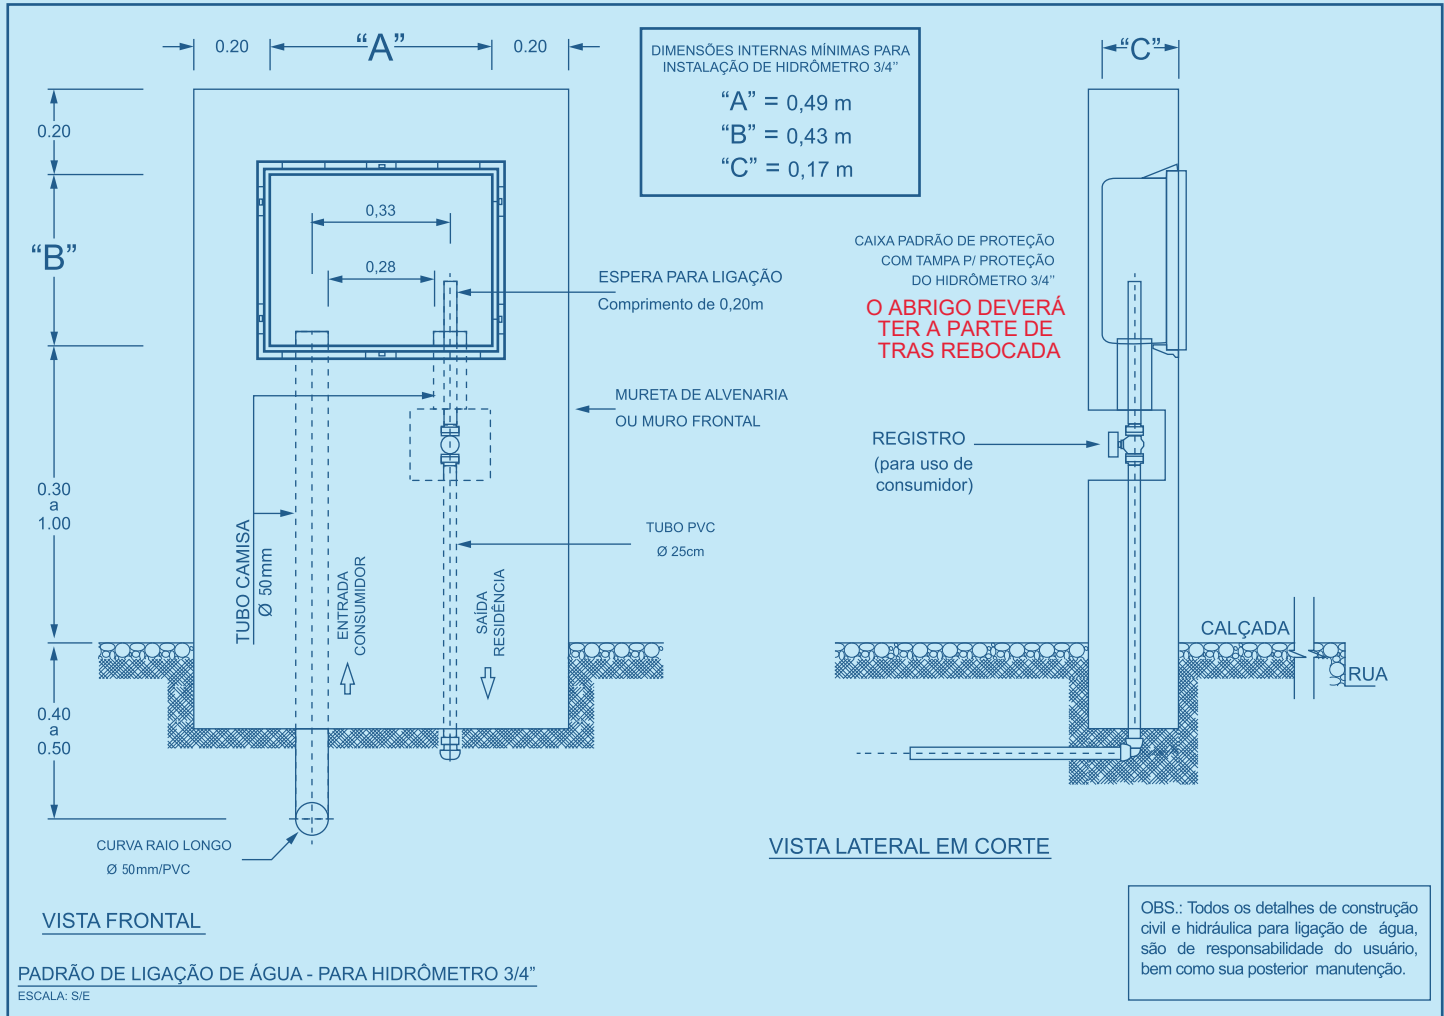 0.20
“A”
0.20
DIMENSÕES INTERNAS MÍNIMAS PARA
INSTALAÇÃO DE HIDRÔMETRO 3/4’’
“A” = 0,49 m
“B” = 0,43 m
“C” = 0,17 m
“C”
0.20
“B”
0.30
a
1.00
0.40
a
0.50
0,33
0,28
ESPERA PARA LIGAÇÃO
Comprimento de 0,20m
MURETA DE ALVENARIA
OU MURO FRONTAL
TUBO PVC
Ø 25cm
TUBO CAMISA
Ø 50mm
ENTRADA
CONSUMIDOR
SAÍDA
RESIDÊNCIA
CURVA RAIO LONGO
Ø 50mm/PVC
CAIXA PADRÃO DE PROTEÇÃO
COM TAMPA P/ PROTEÇÃO
DO HIDRÔMETRO 3/4’’
O ABRIGO DEVERÁ
TER A PARTE DE
TRAS REBOCADA
REGISTRO
(para uso de
consumidor)
CALÇADA
RUA
VISTA LATERAL EM CORTE
VISTA FRONTAL
PADRÃO DE LIGAÇÃO DE ÁGUA - PARA HIDRÔMETRO 3/4”
ESCALA: S/E
OBS.: Todos os detalhes de construção
civil e hidráulica para ligação de água,
são de responsabilidade do usuário,
bem como sua posterior manutenção.